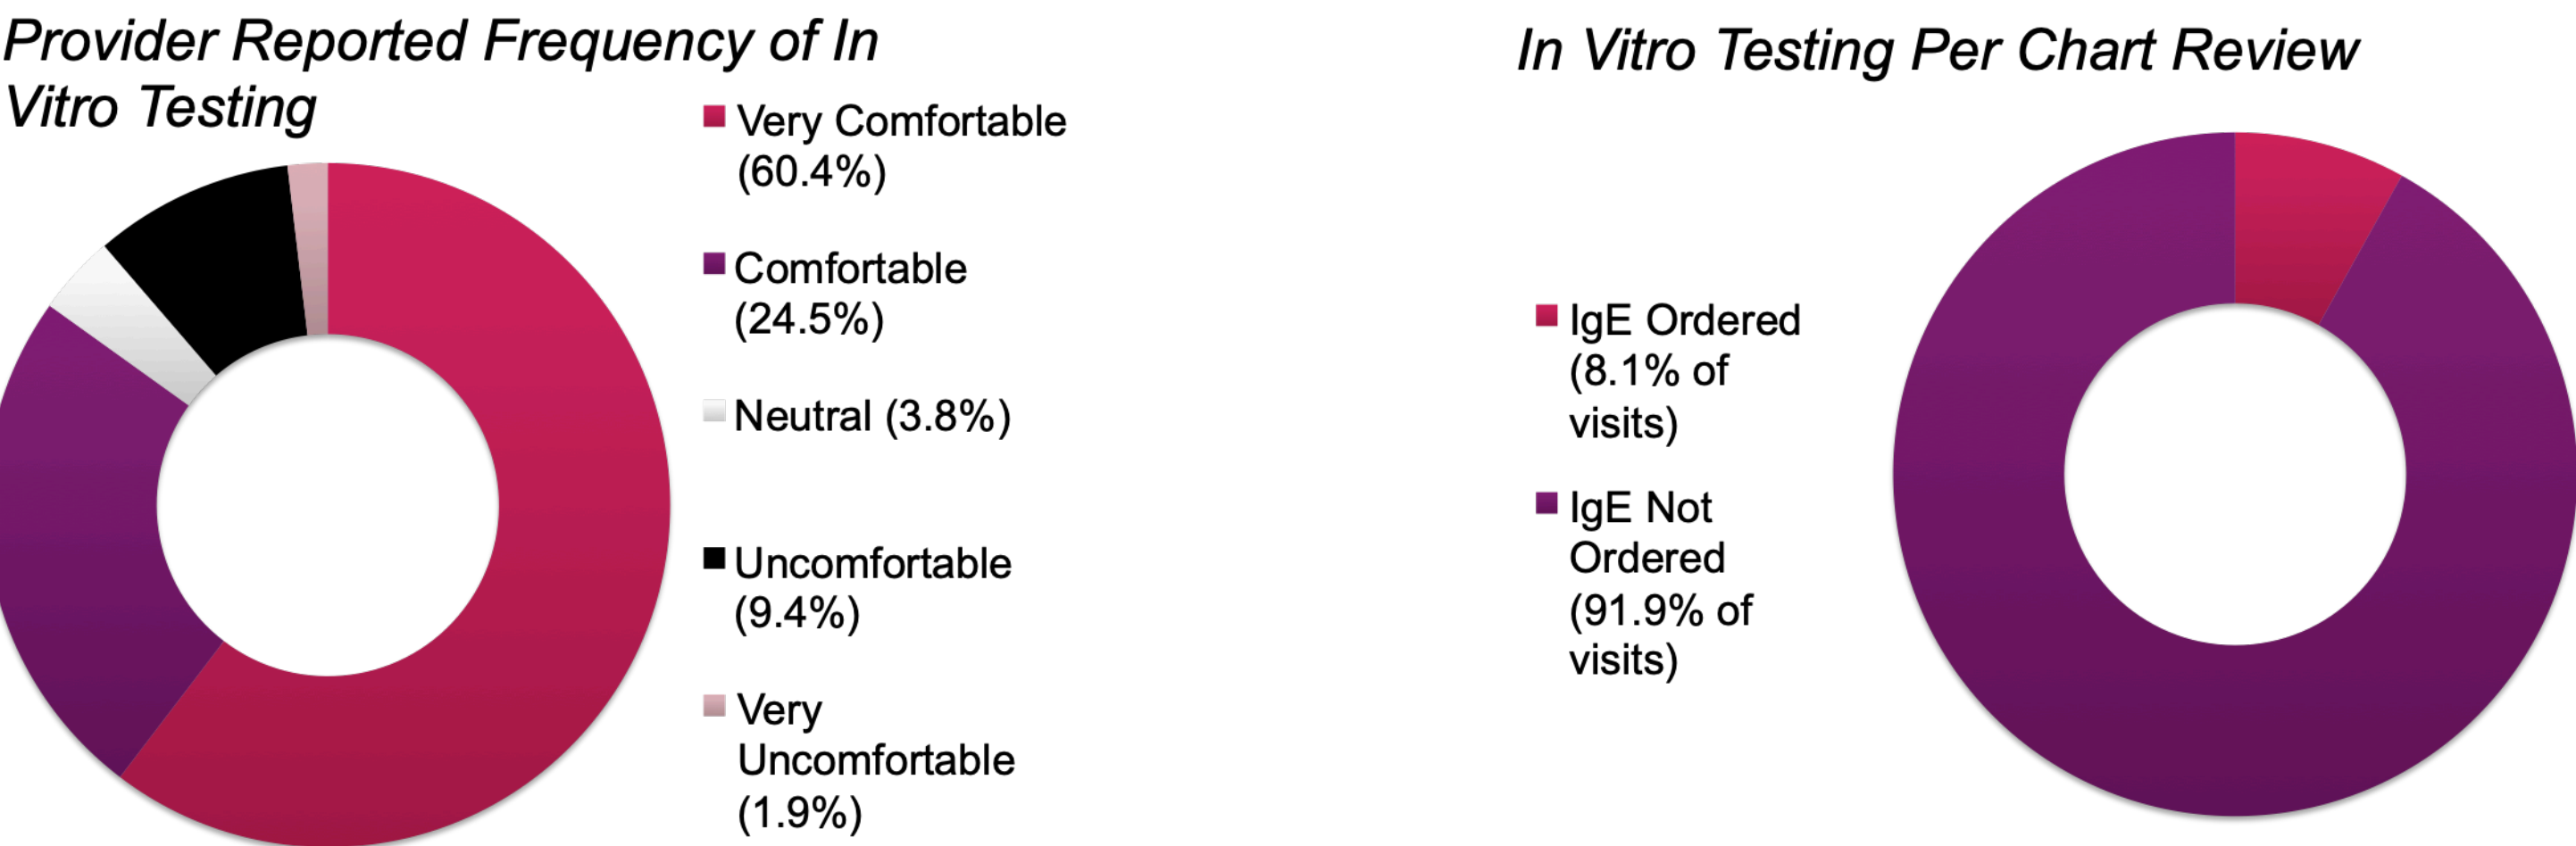 Provider Reported Frequency of In
Vitro Testing
Very Comfortable
(60.4%)
Comfortable
(24.5%)
Neutral (3.8%)
Uncomfortable
(9.4%)
Very
Uncomfortable
(1.9%)
In Vitro Testing Per Chart Review
IgE Ordered
(8.1% of
visits)
IgE Not
Ordered
(91.9% of
visits)